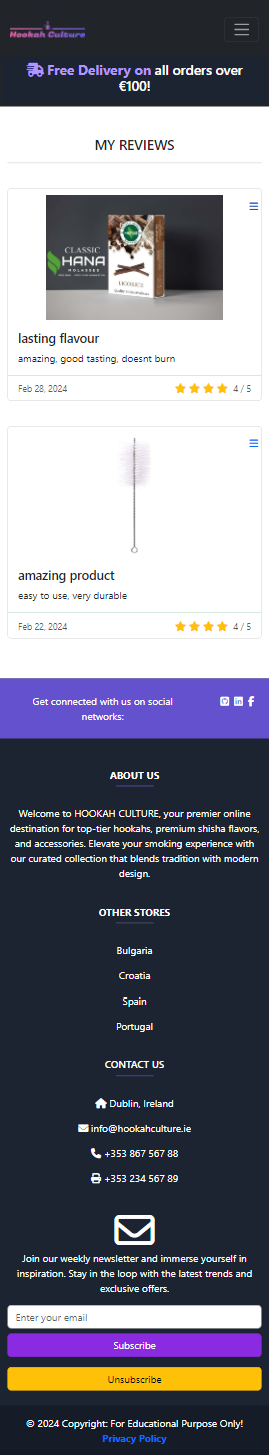 Hookah Culture
Free Delivery on all orders over
€100!
MY REVIEWS
CLASSIC
HANA
MOLASSES
lasting flavour
amazing, good tasting, doesnt burn
Feb 28, 2024
4 / 5
amazing product
easy to use, very durable
Feb 22, 2024
4 / 5
Get connected with us on social
networks:
ABOUT US
Welcome to HOOKAH CULTURE, your premier online
destination for top-tier hookahs, premium shisha flavors,
and accessories. Elevate your smoking experience with
our curated collection that blends tradition with modern
design.
OTHER STORES
Bulgaria
Croatia
Spain
Portugal
CONTACT US
Dublin, Ireland
info@hookahculture.ie
+353 867 567 88
+353 234 567 89
Join our weekly newsletter and immerse yourself in
inspiration. Stay in the loop with the latest trends and
exclusive offers.
Enter your email
Subscribe
Unsubscribe
© 2024 Copyright: For Educational Purpose Only!
Privacy Policy